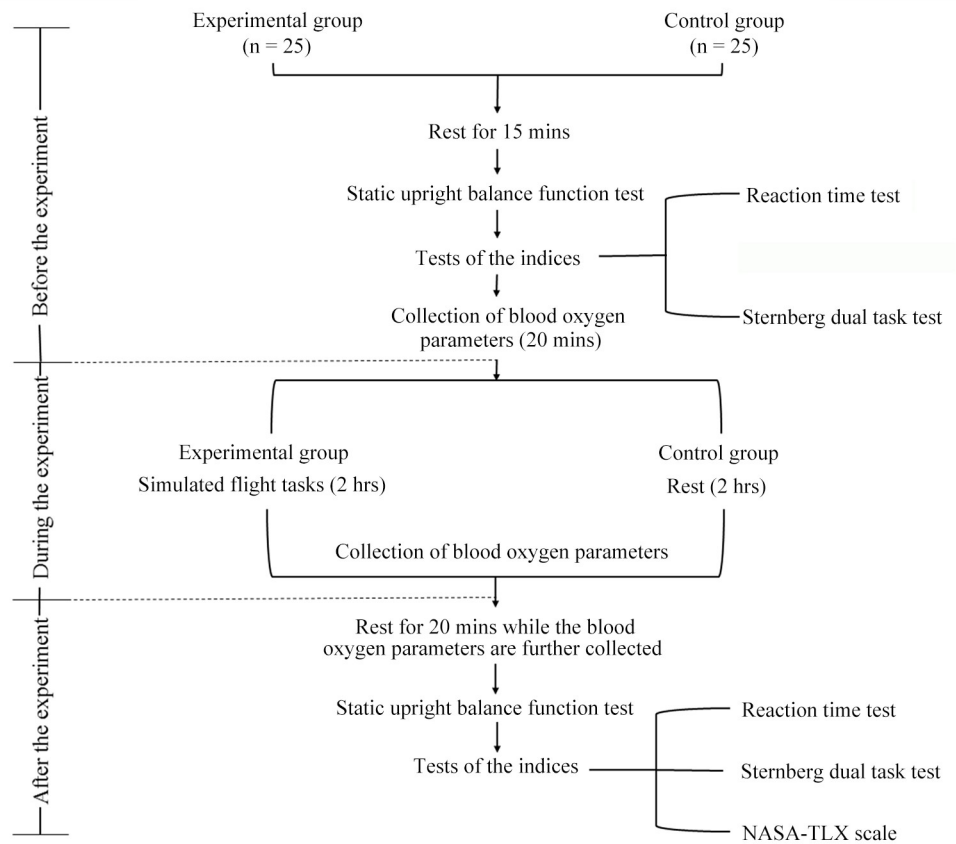 Experimental group
(n = 25)
Control group
(n = 25)
Rest for 15 mins
Static upright balance function test
Tests of the indices
Reaction time test
Sternberg dual task test
Collection of blood oxygen
parameters (20 mins)
Before the experiment
Experimental group
Simulated flight tasks (2 hrs)
Control group
Rest (2 hrs)
Collection of blood oxygen parameters
During the experiment
Rest for 20 mins while the blood
oxygen parameters are further collected
Static upright balance function test
Tests of the indices
Reaction time test
Sternberg dual task test
NASA-TLX scale
After the experiment